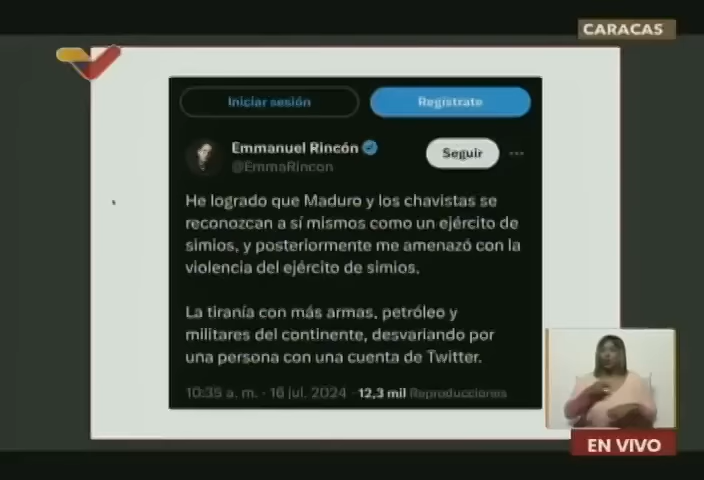 CARACAS
Iniciar sesión
Regístrate
Emmanuel Rincón
@EmmaRincon
Seguir
He logrado que Maduro y los chavistas se
reconozcan a sí mismos como un ejército de
simios, y posteriormente me amenazó con la
violencia del ejército de simios.
La tiranía con más armas, petróleo y
militares del continente, desvariando por
una persona con una cuenta de Twitter.
10:35 a. m. · 16 jul. 2024 · 12,3 mil Reproducciones
EN VIVO